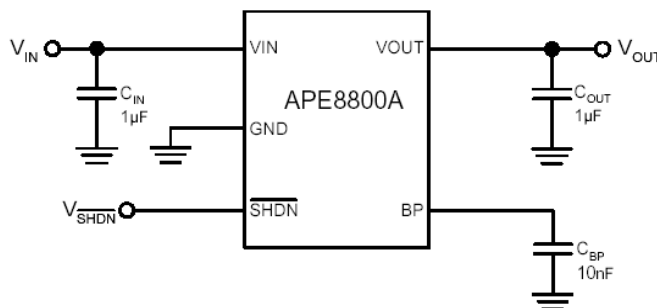 VIN
VIN
VOUT
VOUT
CIN
1µF
APE8800A
COUT
1µF
GND
VSHDN
SHDN
BP
CBP
10nF